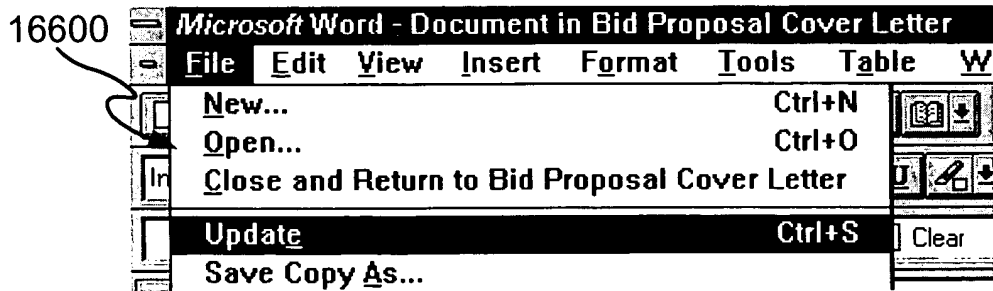 16600
Microsoft Word - Document in Bid Proposal Cover Letter
File Edit View Insert Format Tools Table W
New... Ctrl+N
Open... Ctrl+O
In Close and Return to Bid Proposal Cover Letter U
Update Ctrl+S Clear
Save Copy As...